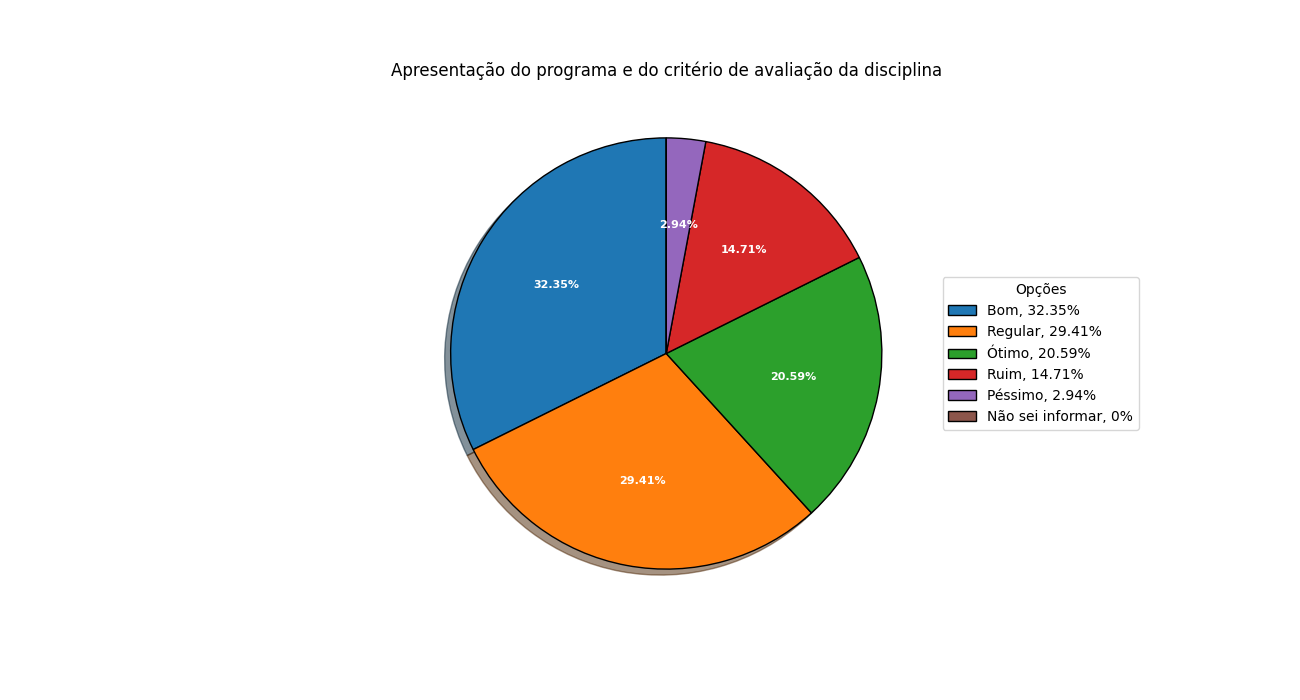 Apresentação do programa e do critério de avaliação da disciplina
2.94%
14.71%
32.35%
20.59%
29.41%
Opções
Bom, 32.35%
Regular, 29.41%
Ótimo, 20.59%
Ruim, 14.71%
Péssimo, 2.94%
Não sei informar, 0%